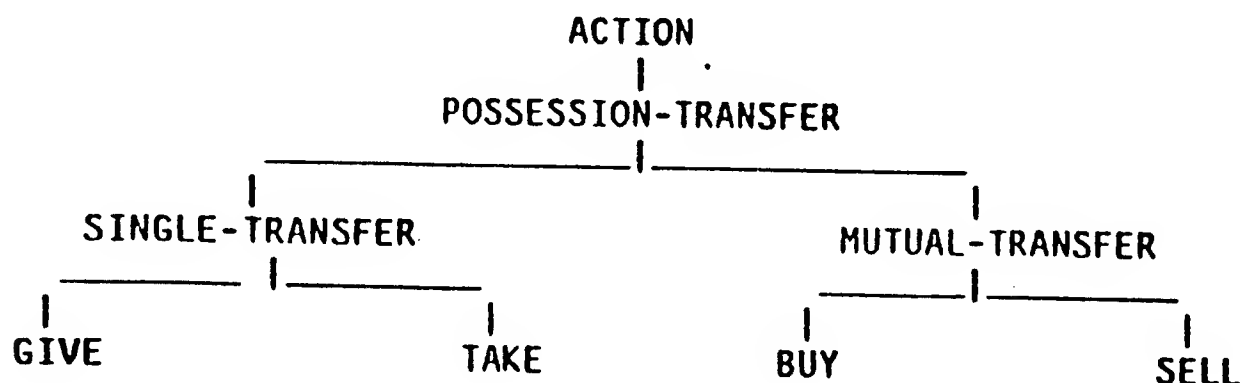 ACTION
POSSESSION-TRANSFER
SINGLE-TRANSFER MUTUAL-TRANSFER
GIVE TAKE BUY SELL